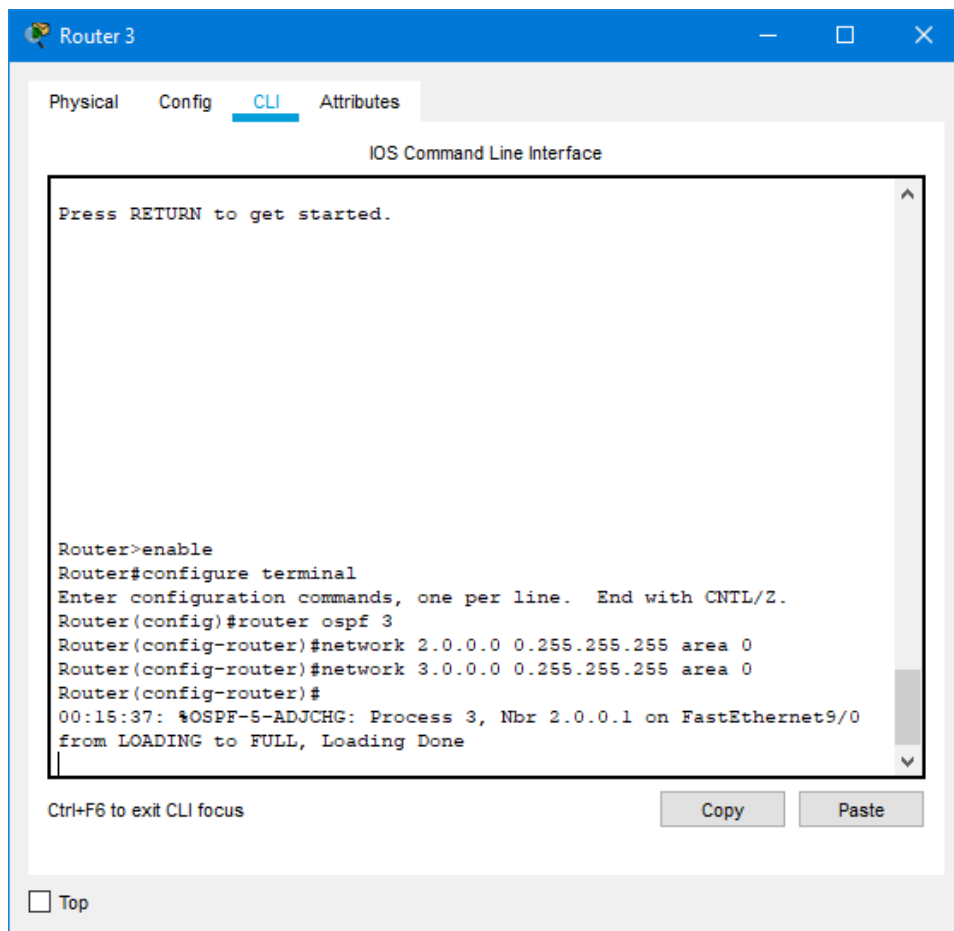 Router 3
Physical Config CLI Attributes
IOS Command Line Interface
Press RETURN to get started.
Router>enable
Router#configure terminal
Enter configuration commands, one per line.  End with CNTL/Z.
Router(config)#router ospf 3
Router(config-router)#network 2.0.0.0 0.255.255.255 area 0
Router(config-router)#network 3.0.0.0 0.255.255.255 area 0
Router(config-router)#
00:15:37: %OSPF-5-ADJCHG: Process 3, Nbr 2.0.0.1 on FastEthernet9/0
from LOADING to FULL, Loading Done
Ctrl+F6 to exit CLI focus
Copy Paste
Top